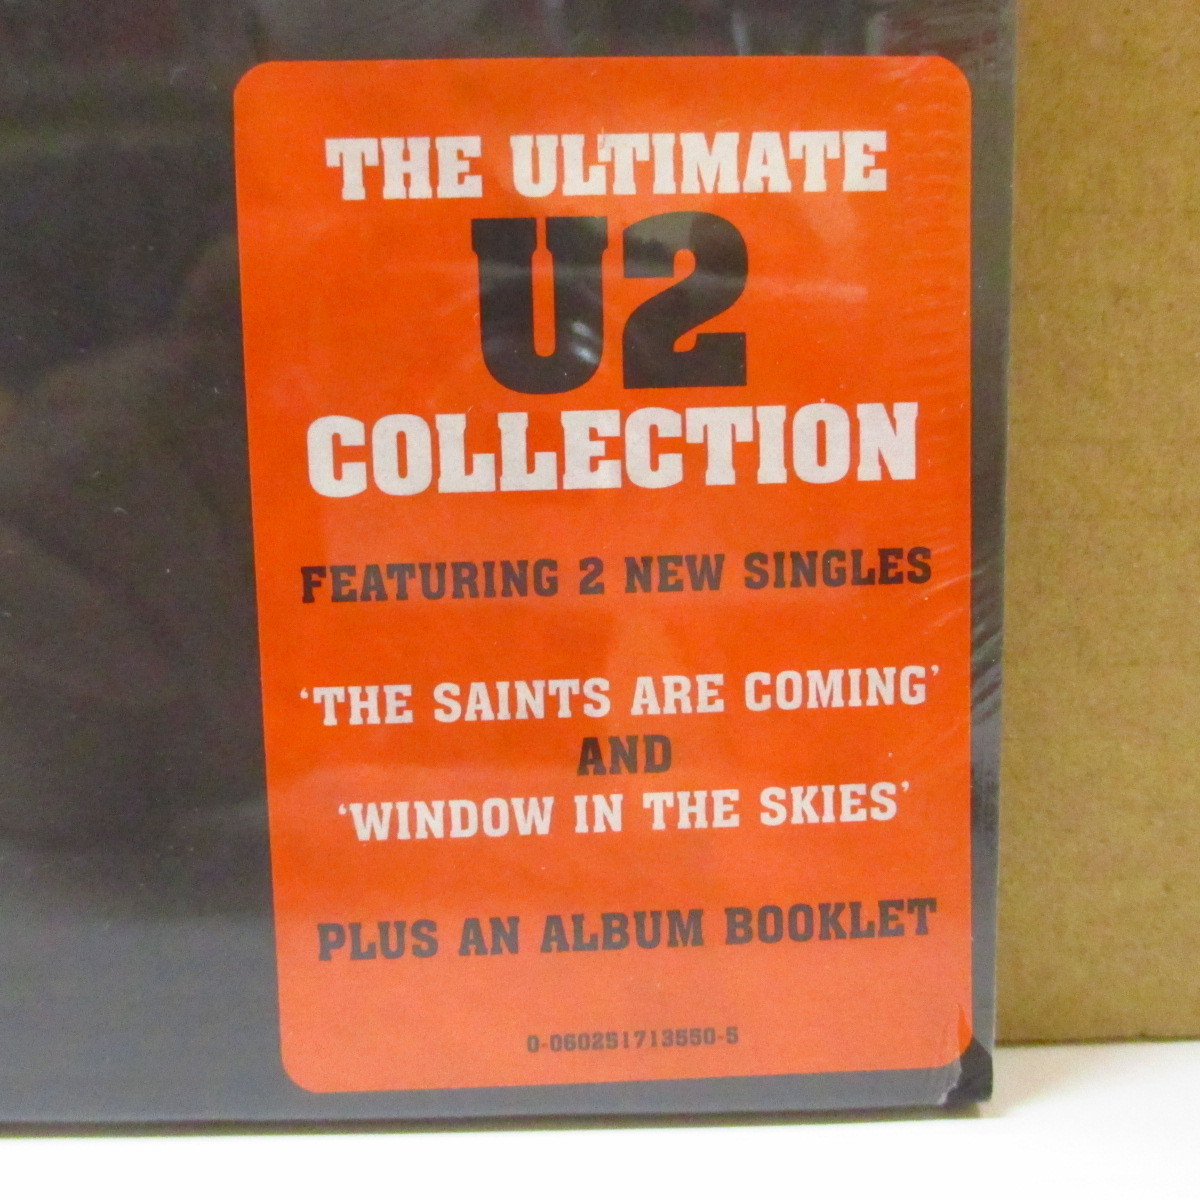 THE ULTIMATE
U2
COLLECTION
FEATURING 2 NEW SINGLES
‘THE SAINTS ARE COMING’
AND
‘WINDOW IN THE SKIES’
PLUS AN ALBUM BOOKLET
0-060251713550-5